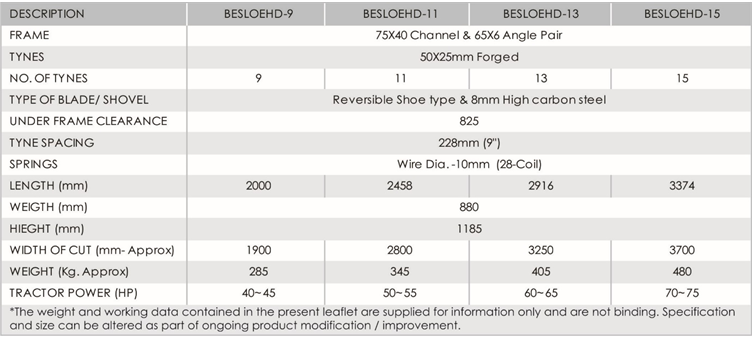 DESCRIPTION BESLOEHD-9 BESLOEHD-11 BESLOEHD-13 BESLOEHD-15
FRAME 75X40 Channel & 65X6 Angle Pair
TYNES 50X25mm Forged
NO. OF TYNES 9 11 13 15
TYPE OF BLADE/ SHOVEL Reversible Shoe type & 8mm High carbon steel
UNDER FRAME CLEARANCE 825
TYNE SPACING 228mm (9")
SPRINGS Wire Dia. -10mm (28-Coil)
LENGTH (mm) 2000 2458 2916 3374
WEIGTH (mm) 880
HIEGHT (mm) 1185
WIDTH OF CUT (mm- Approx) 1900 2800 3250 3700
WEIGHT (Kg. Approx) 285 345 405 480
TRACTOR POWER (HP) 40~45 50~55 60~65 70~75
*The weight and working data contained in the present leaflet are supplied for information only and are not binding. Specification
and size can be altered as part of ongoing product modification / improvement.